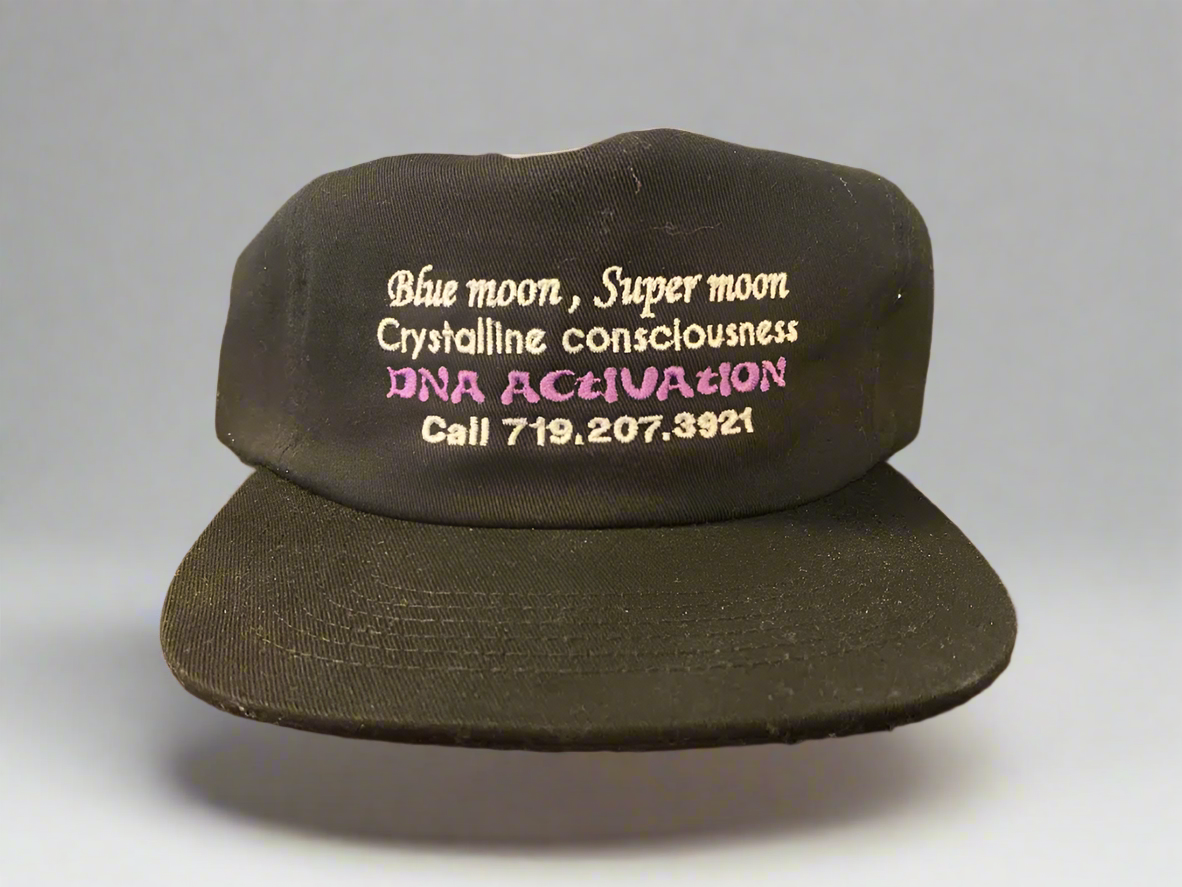 Blue moon , Super moon
Crystalline consciousness
DNA ACtIVAtION
Call 719.207.3921